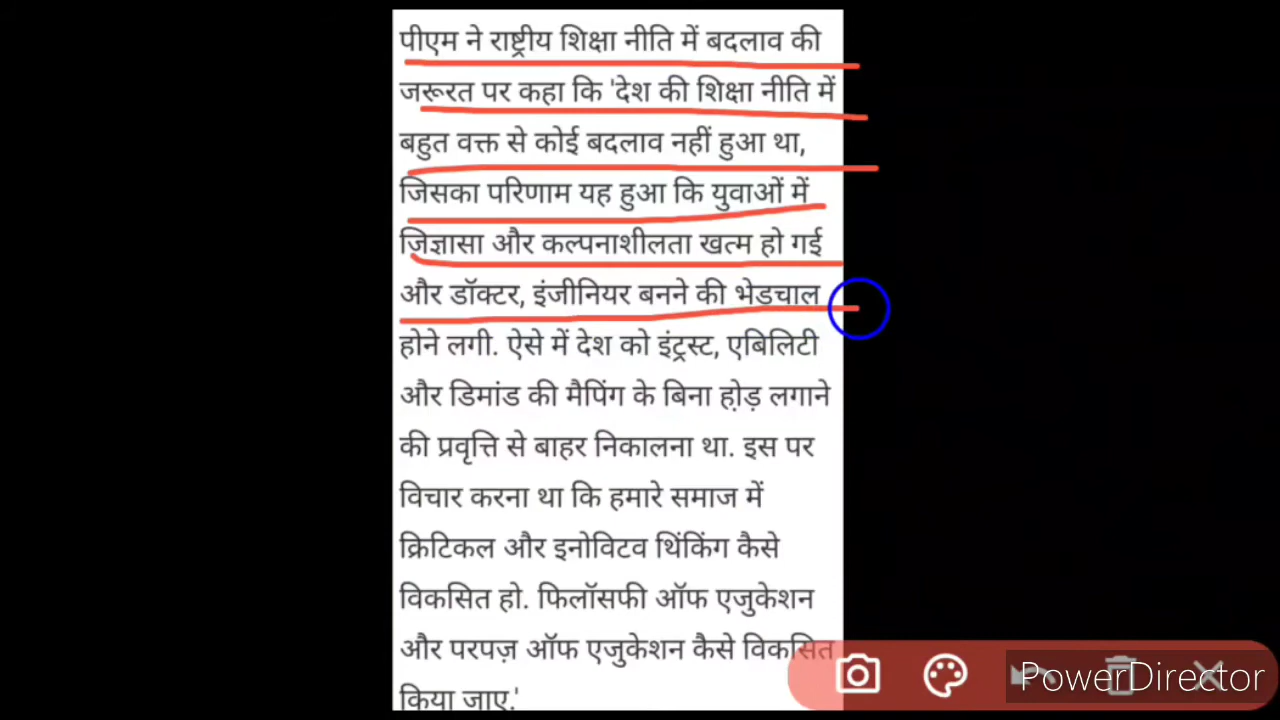 पीएम ने राष्ट्रीय शिक्षा नीति में बदलाव की
जरूरत पर कहा कि 'देश की शिक्षा नीति में
बहुत वक्त से कोई बदलाव नहीं हुआ था,
जिसका परिणाम यह हुआ कि युवाओं में
जिज्ञासा और कल्पनाशीलता खत्म हो गई
और डॉक्टर, इंजीनियर बनने की भेडचाल
होने लगी. ऐसे में देश को इंट्रस्ट, एबिलिटी
और डिमांड की मैपिंग के बिना हो़ड़ लगाने
की प्रवृत्ति से बाहर निकालना था. इस पर
विचार करना था कि हमारे समाज में
क्रिटिकल और इनोविटव थिंकिंग कैसे
विकसित हो. फिलॉसफी ऑफ एजुकेशन
और परपज़ ऑफ एजुकेशन कैसे विकसित
किया जाए.'
PowerDirector